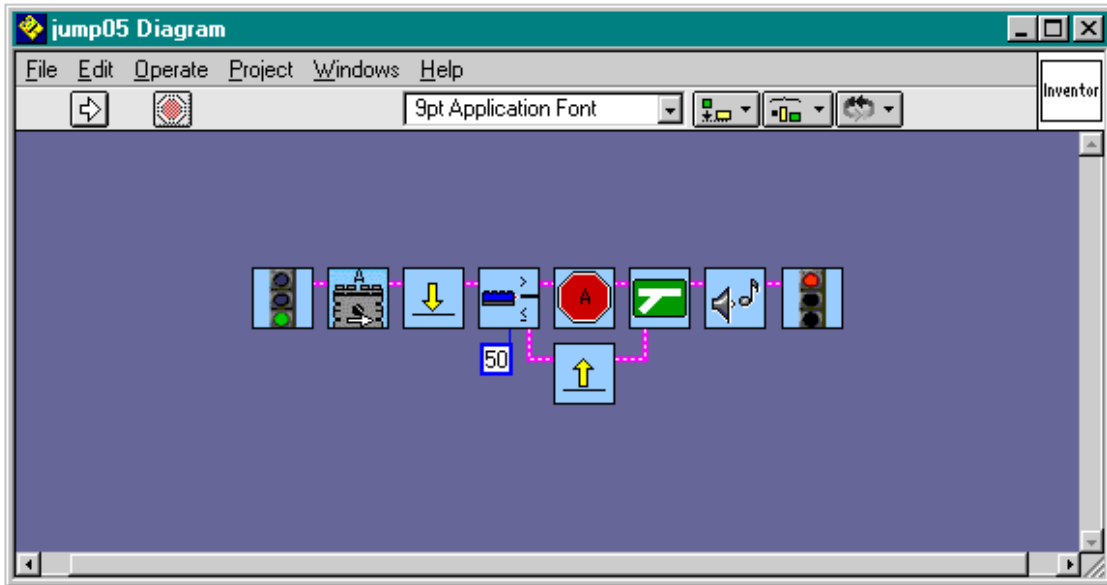 jump05 Diagram
File Edit Operate Project Windows Help
9pt Application Font
Inventor
A
> 
≤
A
50